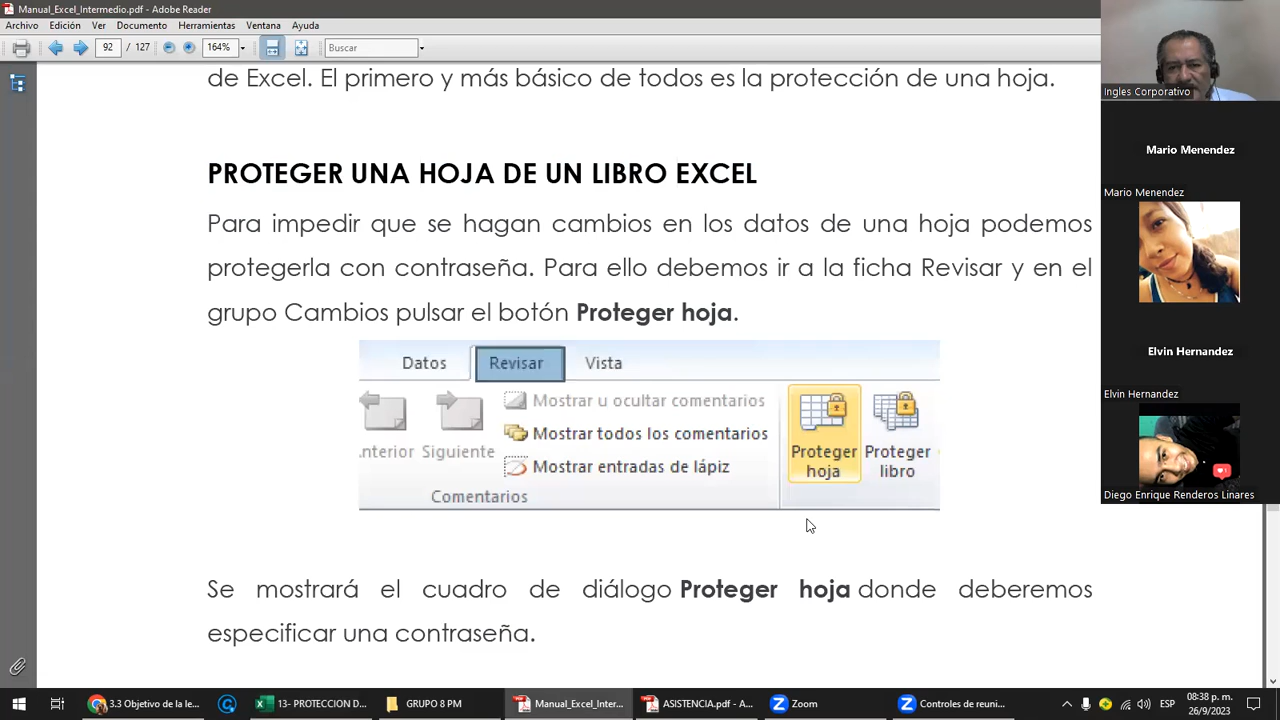 Manual_Excel_Intermedio.pdf - Adobe Reader
Archivo Edición Ver Documento Herramientas Ventana Ayuda
92 / 127 164% Buscar
de Excel. El primero y más básico de todos es la protección de una hoja.
PROTEGER UNA HOJA DE UN LIBRO EXCEL
Para impedir que se hagan cambios en los datos de una hoja podemos
protegerla con contraseña. Para ello debemos ir a la ficha Revisar y en el
grupo Cambios pulsar el botón Proteger hoja.
Datos Revisar Vista
Mostrar u ocultar comentarios
Mostrar todos los comentarios
Mostrar entradas de lápiz
nterior Siguiente
Comentarios
Proteger hoja
Proteger libro
Se mostrará el cuadro de diálogo Proteger hoja donde deberemos
especificar una contraseña.
Ingles Corporativo
Mario Menendez
Mario Menendez
Elvin Hernandez
Elvin Hernandez
Diego Enrique Renderos Linares
3.3 Objetivo de la le... 13- PROTECCION D... GRUPO 8 PM Manual_Excel_Inter... ASISTENCIA.pdf - A... Zoom Controles de reuni... ESP 08:38 p. m.
26/9/2023